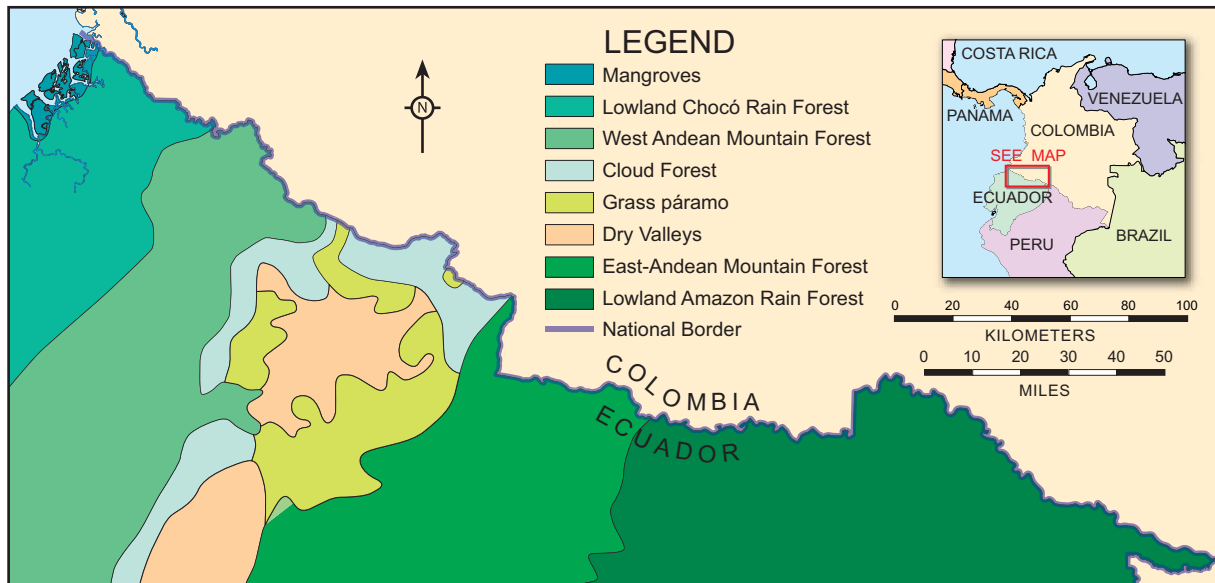 LEGEND
Mangroves
Lowland Chocó Rain Forest
West Andean Mountain Forest
Cloud Forest
Grass páramo
Dry Valleys
East-Andean Mountain Forest
Lowland Amazon Rain Forest
National Border
N
COSTA RICA
VENEZUELA
PANAMA
COLOMBIA
SEE MAP
ECUADOR
PERU
BRAZIL
0 20 40 60 80 100
KILOMETERS
0 10 20 30 40 50
MILES
COLOMBIA
ECUADOR